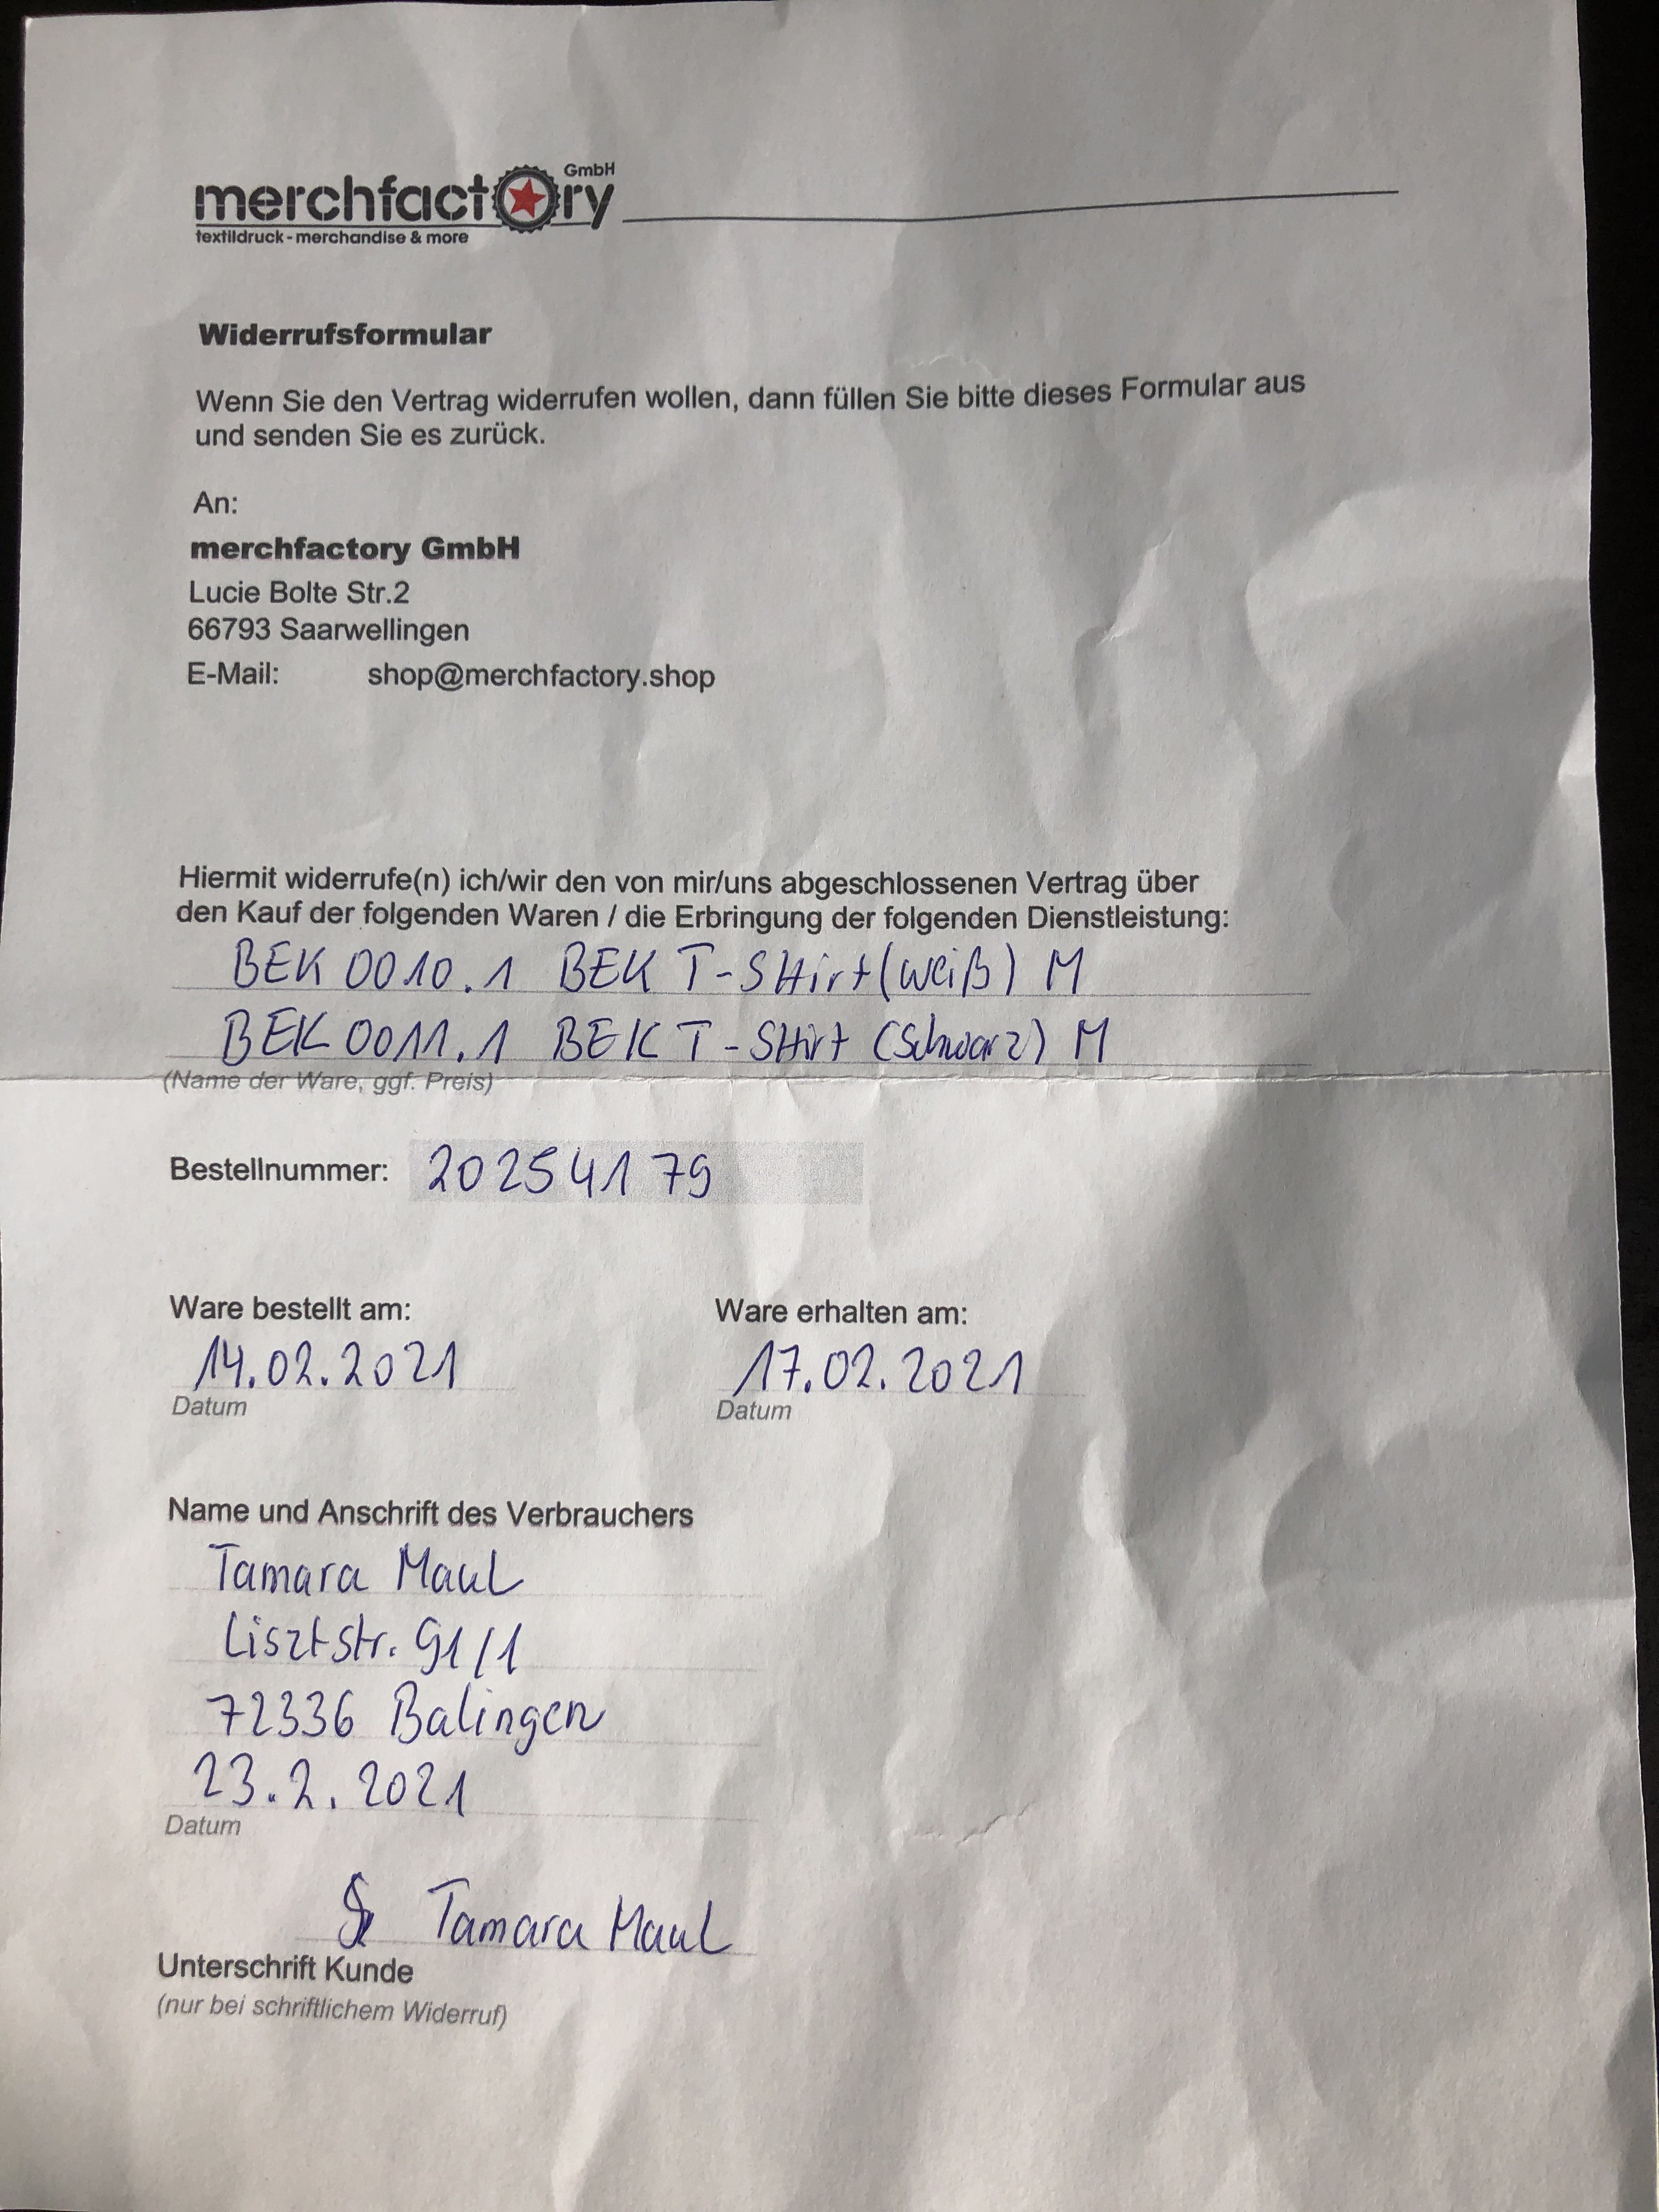 merchfactory GmbH
textildruck - merchandise & more
Widerrufsformular
Wenn Sie den Vertrag widerrufen wollen, dann füllen Sie bitte dieses Formular aus
und senden Sie es zurück.
An:
merchfactory GmbH
Lucie Bolte Str.2
66793 Saarwellingen
E-Mail: shop@merchfactory.shop
Hiermit widerrufe(n) ich/wir den von mir/uns abgeschlossenen Vertrag über
den Kauf der folgenden Waren / die Erbringung der folgenden Dienstleistung:
BEK 0010.1 BEK T-SHirt (weiß) M
BEK 0011.1 BEK T-SHirt (Schwarz) M
(Name der Ware, ggf. Preis)
Bestellnummer: 202541179
Ware bestellt am: Ware erhalten am:
14.02.2021 17.02.2021
Datum Datum
Name und Anschrift des Verbrauchers
Tamara Maul
Lisztstr. 91/1
72336 Balingen
23.2.2021
Datum
Tamara Maul
Unterschrift Kunde
(nur bei schriftlichem Widerruf)